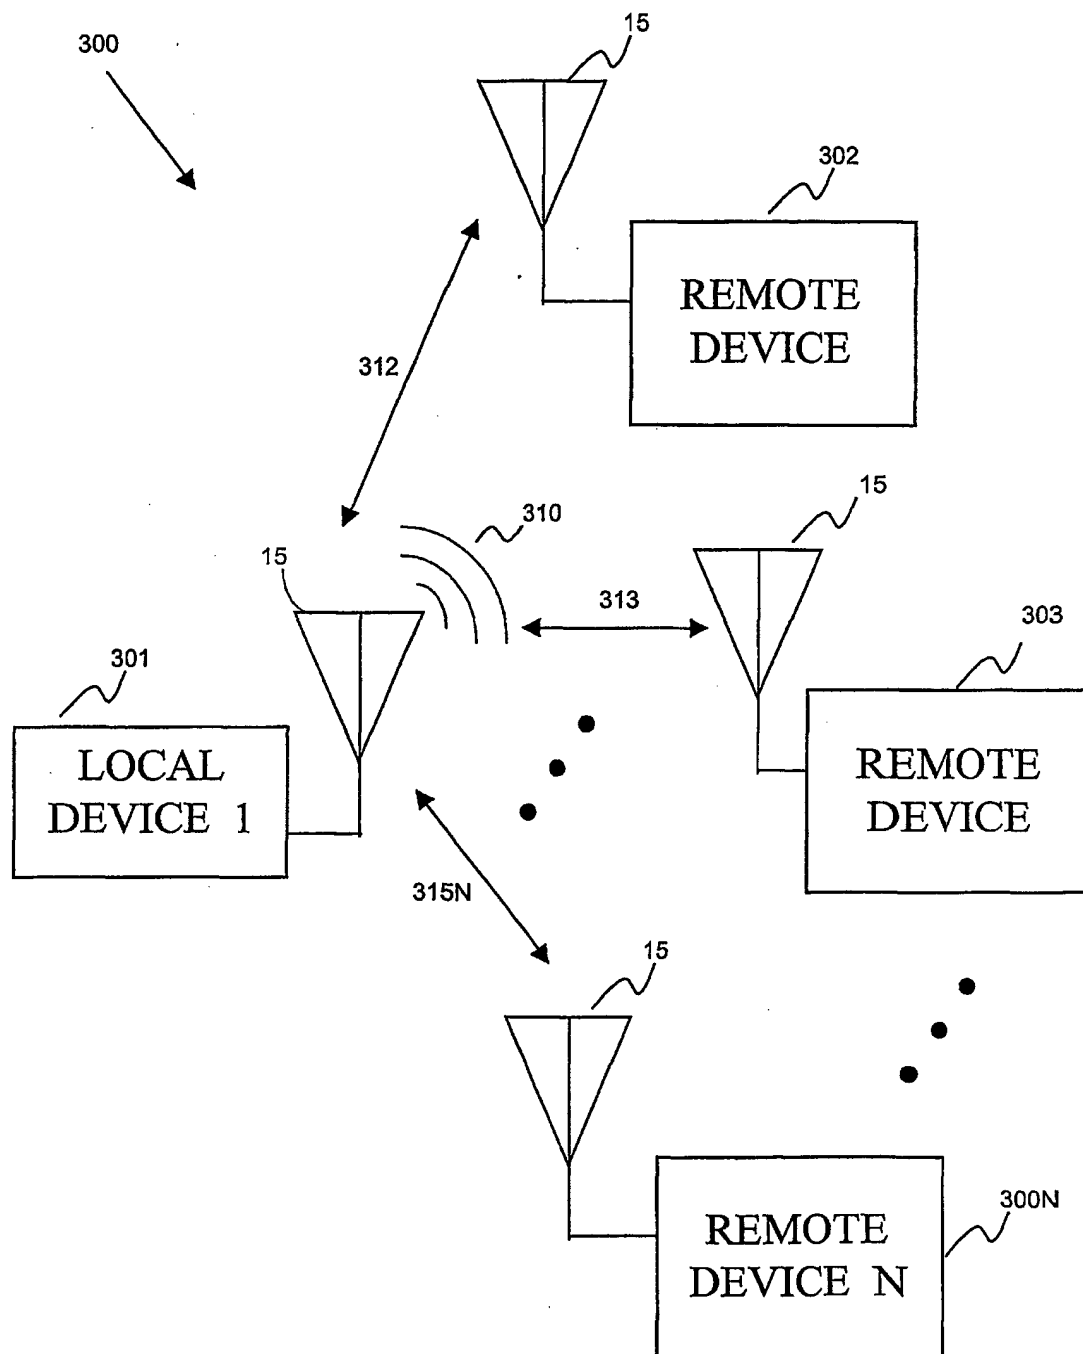 300
15
302
REMOTE
DEVICE
312
310
15
15
313
303
301
LOCAL
DEVICE 1
REMOTE
DEVICE
315N
15
300N
REMOTE
DEVICE N